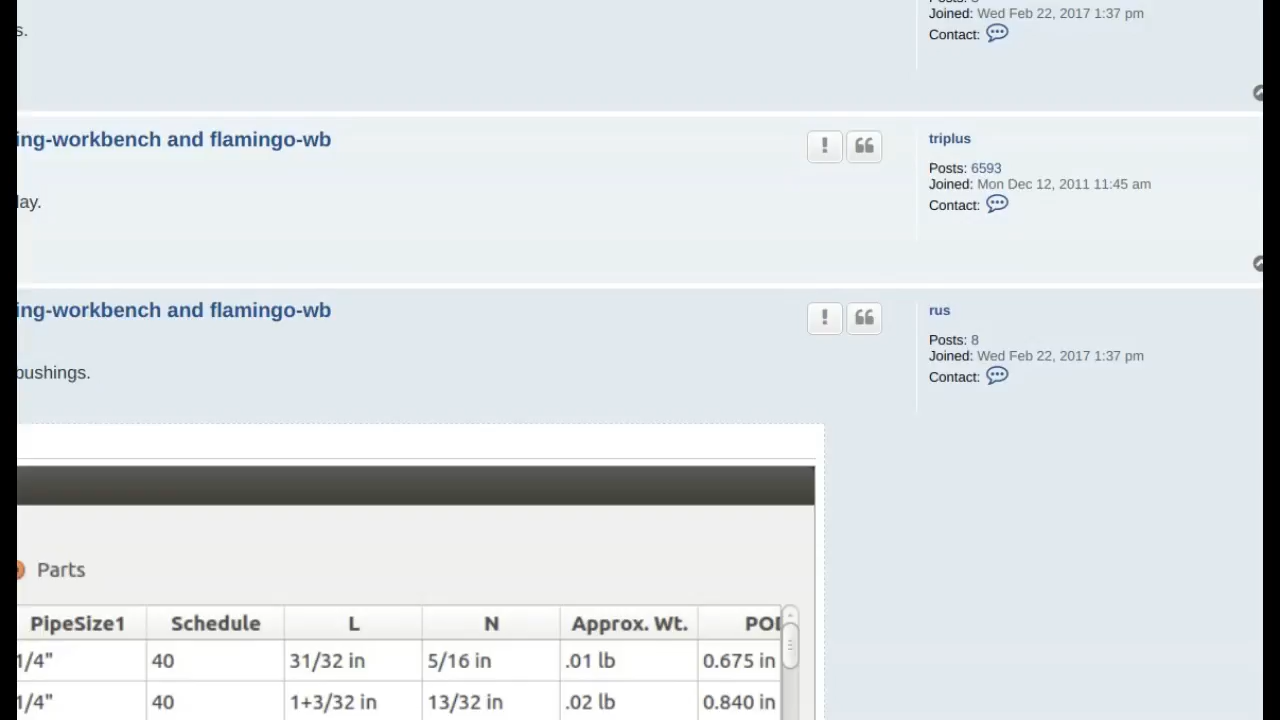 Joined: Wed Feb 22, 2017 1:37 pm
s.
Contact:
ing-workbench and flamingo-wb
triplus
Posts: 6593
Joined: Mon Dec 12, 2011 11:45 am
lay.
Contact:
ing-workbench and flamingo-wb
rus
Posts: 8
Joined: Wed Feb 22, 2017 1:37 pm
bushings.
Contact:
Parts
PipeSize1 Schedule L N Approx. Wt. POD
1/4" 40 31/32 in 5/16 in .01 lb 0.675 in
1/4" 40 1+3/32 in 13/32 in .02 lb 0.840 in